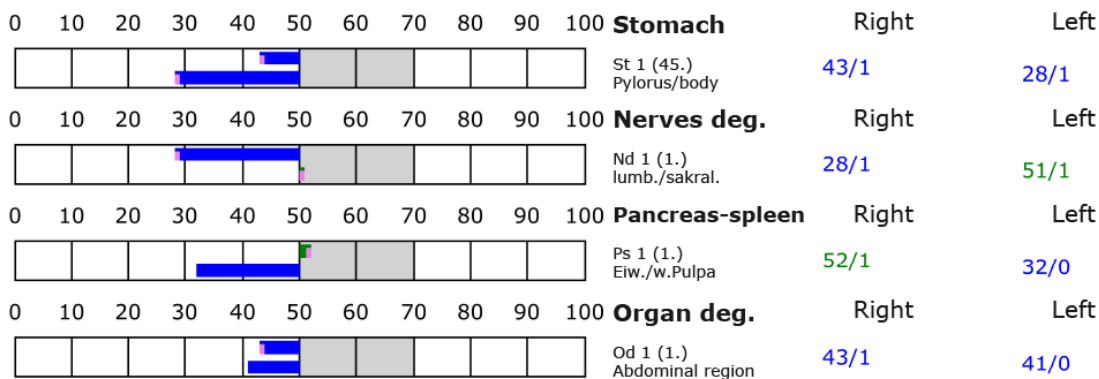 0 10 20 30 40 50 60 70 80 90 100 Stomach Right Left
St 1 (45.) 43/1 28/1
Pylorus/body
0 10 20 30 40 50 60 70 80 90 100 Nerves deg. Right Left
Nd 1 (1.) 28/1 51/1
lumb./sakral.
0 10 20 30 40 50 60 70 80 90 100 Pancreas-spleen Right Left
Ps 1 (1.) 52/1 32/0
Eiw./w.Pulpa
0 10 20 30 40 50 60 70 80 90 100 Organ deg. Right Left
Od 1 (1.) 43/1 41/0
Abdominal region